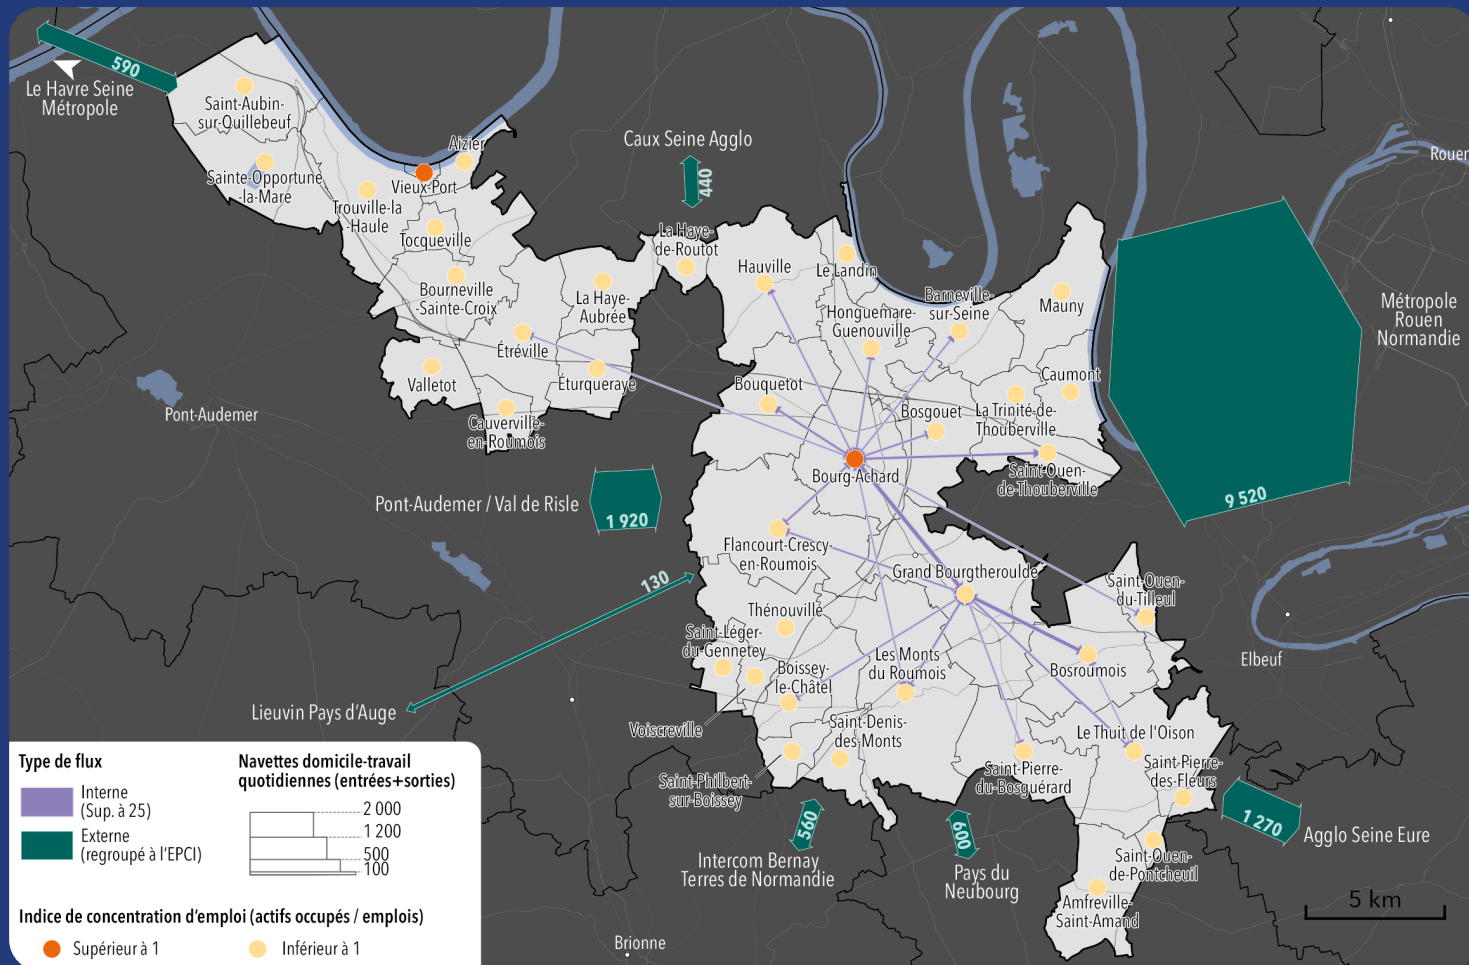 590
Le Havre Seine
Métropole
Saint-Aubin-
sur-Quillebeuf
Sainte-Opportune
-la-Mare
Aizier
Vieux-Port
Trouville-la
-Haule
Tocqueville
Bourneville
-Sainte-Croix
Étréville
La Haye-
Aubrée
Éturqueraye
Valletot
Cauverville-
en-Roumois
Caux Seine Agglo
440
La Haye-
de-Routot
Hauville
Le Landin
Honguemare-
Guenouville
Barneville-
sur-Seine
Mauny
Caumont
Bouquetot
Bosgouet
La Trinité-de-
Thouberville
Saint-Ouen-
de-Thouberville
Bourg-Achard
Rouen
Métropole
Rouen
Normandie
9 520
Pont-Audemer
Pont-Audemer / Val de Risle
1 920
Flancourt-Crescy-
en-Roumois
Grand Bourgtheroulde
130
Saint-Ouen-
du-Tilleul
Thénouville
Saint-Léger-
du-Gennetey
Boissey-
le-Châtel
Les Monts
du Roumois
Bosroumois
Elbeuf
Lieuvin Pays d'Auge
Voiscreville
Saint-Denis-
des-Monts
Le Thuit de l'Oison
Saint-Philbert-
sur-Boissey
Saint-Pierre-
du-Bosguérard
Saint-Pierre-
des-Fleurs
1 270
Agglo Seine Eure
560
Intercom Bernay
Terres de Normandie
600
Pays du
Neubourg
Saint-Ouen-
de-Pontcheuil
Amfreville-
Saint-Amand
Brionne
5 km
Type de flux
Interne
(Sup. à 25)
Externe
(regroupé à l'EPCI)
Navettes domicile-travail
quotidiennes (entrées+sorties)
2 000
1 200
500
100
Indice de concentration d'emploi (actifs occupés / emplois)
Supérieur à 1
Inférieur à 1